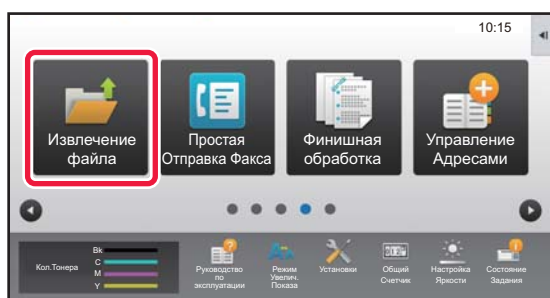 10:15
Извлечение
файла
Простая
Отправка Факса
Финишная
обработка
Управление
Адресами
Кол.Тонера
Bk
C
M
Y
Руководство
по
эксплуатации
Режим
Увелич.
Показа
Установки
Общий
Счетчик
Настройка
Яркости
Состояние
Задания